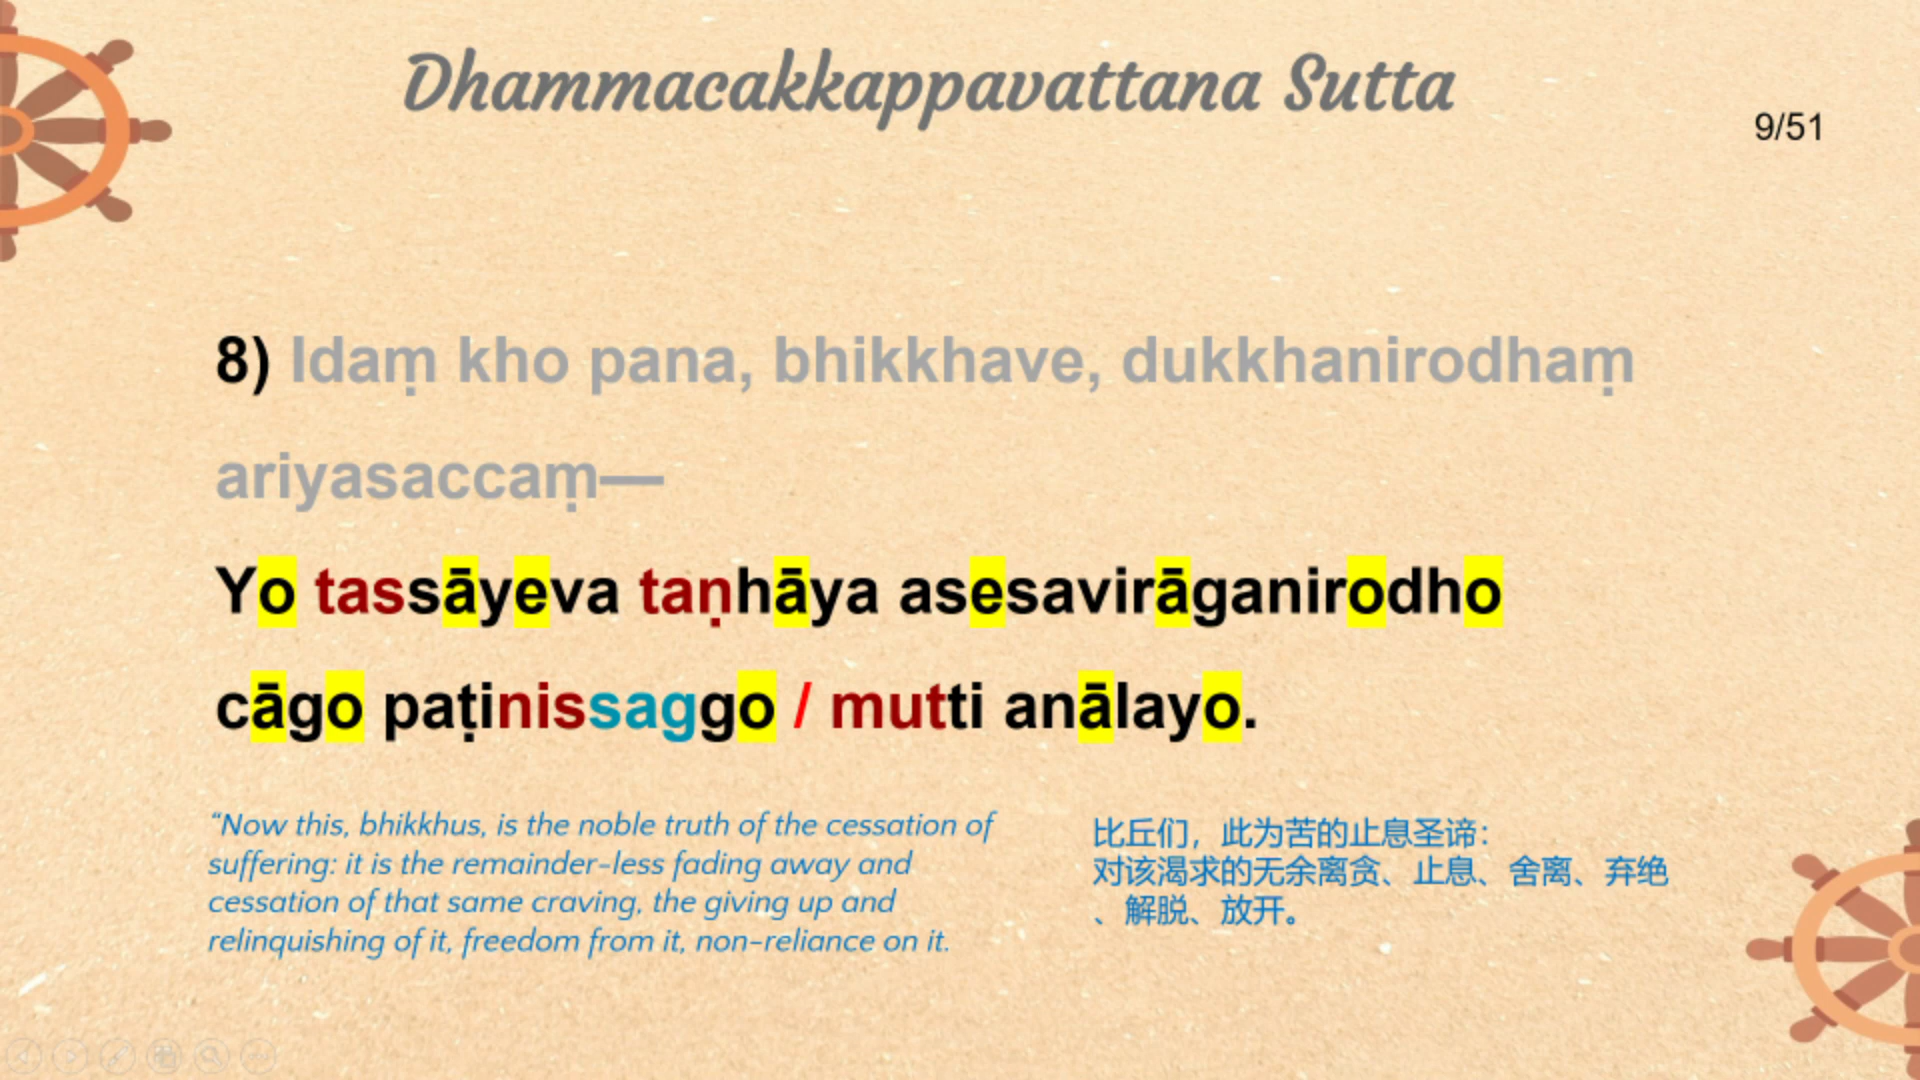 Dhammacakkappavattana Sutta
9/51
8) Idaṃ kho pana, bhikkhave, dukkhanirodhaṃ
ariyasaccaṃ—
Yo tassāyeva taṇhāya asesavirāganirodho
cāgo paṭinissaggo / mutti anālayo.
“Now this, bhikkhus, is the noble truth of the cessation of
suffering: it is the remainder-less fading away and
cessation of that same craving, the giving up and
relinquishing of it, freedom from it, non-reliance on it.
比丘们，此为苦的止息圣谛：
对该渴求的无余离贪、止息、舍离、弃绝
、解脱、放开。